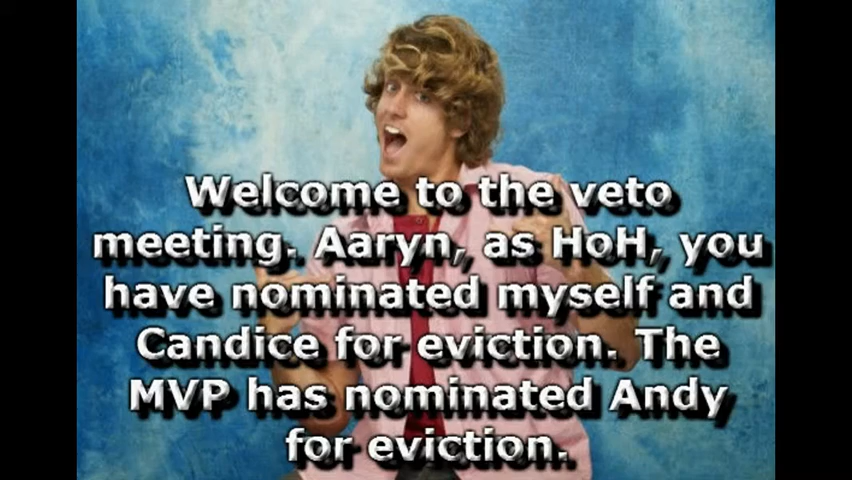 Welcome to the veto
meeting. Aaryn, as HoH, you
have nominated myself and
Candice for eviction. The
MVP has nominated Andy
for eviction.